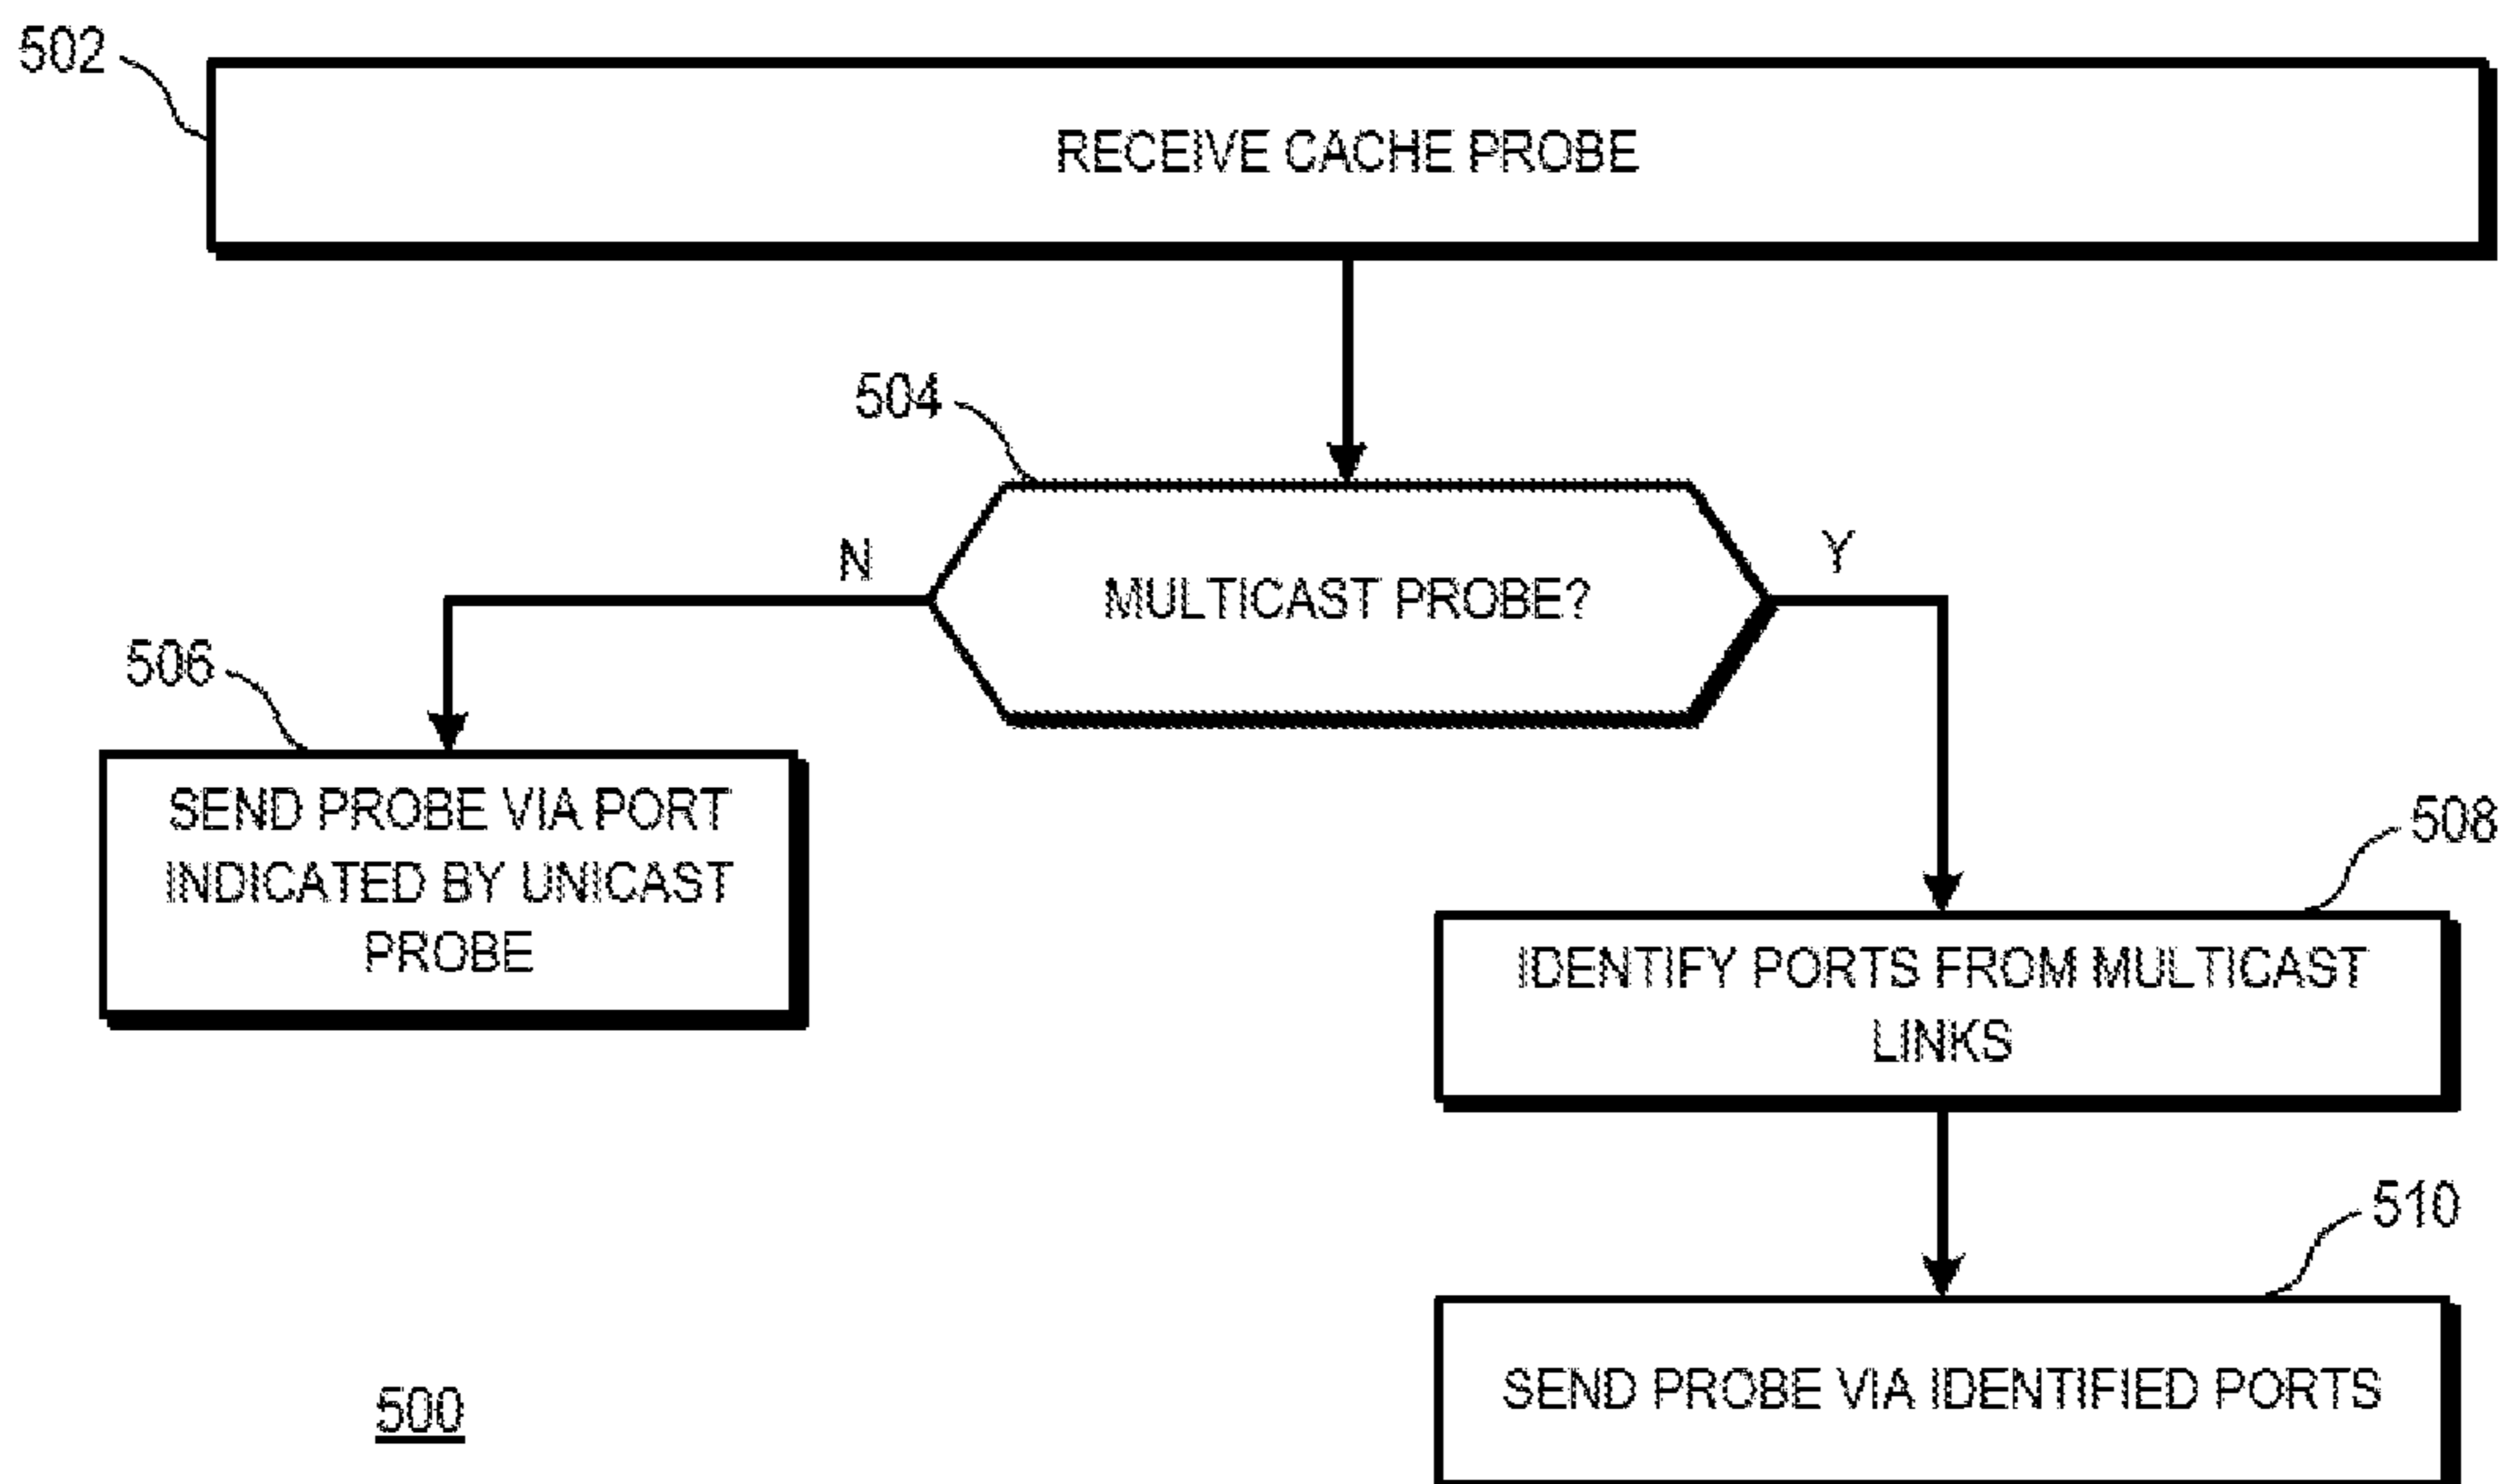 502
RECEIVE CACHE PROBE
504
N
MULTICAST PROBE?
Y
506
SEND PROBE VIA PORT
INDICATED BY UNICAST
PROBE
508
IDENTIFY PORTS FROM MULTICAST
LINKS
510
SEND PROBE VIA IDENTIFIED PORTS
500